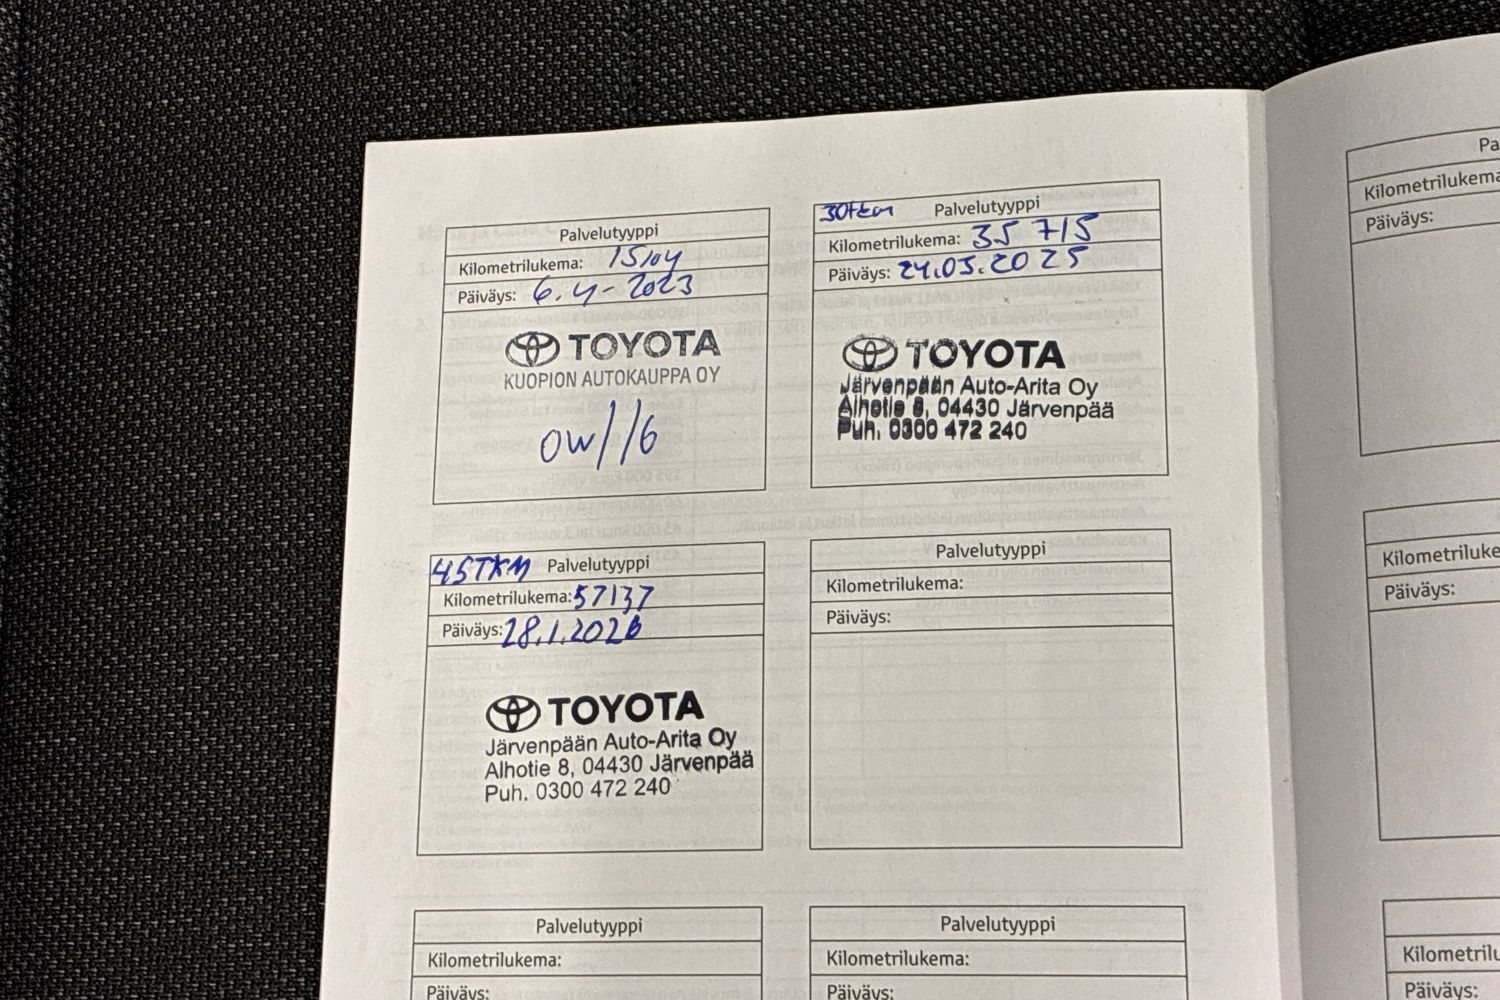 Palvelutyyppi
Kilometrilukema: 15104
Päiväys: 6.4-2023
TOYOTA
KUOPION AUTOKAUPPA OY
OW//6
30tkm Palvelutyyppi
Kilometrilukema: 35 715
Päiväys: 24.03.2025
TOYOTA
Järvenpään Auto-Arita Oy
Alhotie 8, 04430 Järvenpää
Puh. 0300 472 240
45TKM Palvelutyyppi
Kilometrilukema: 57137
Päiväys: 28.1.2026
TOYOTA
Järvenpään Auto-Arita Oy
Alhotie 8, 04430 Järvenpää
Puh. 0300 472 240
Palvelutyyppi
Kilometrilukema:
Päiväys:
Palvelutyyppi
Kilometrilukema:
Päiväys:
Palvelutyyppi
Kilometrilukema:
Päiväys:
Pa
Kilometrilukema
Päiväys:
Kilometriluke
Päiväys:
Kilometrilu
Päiväys: